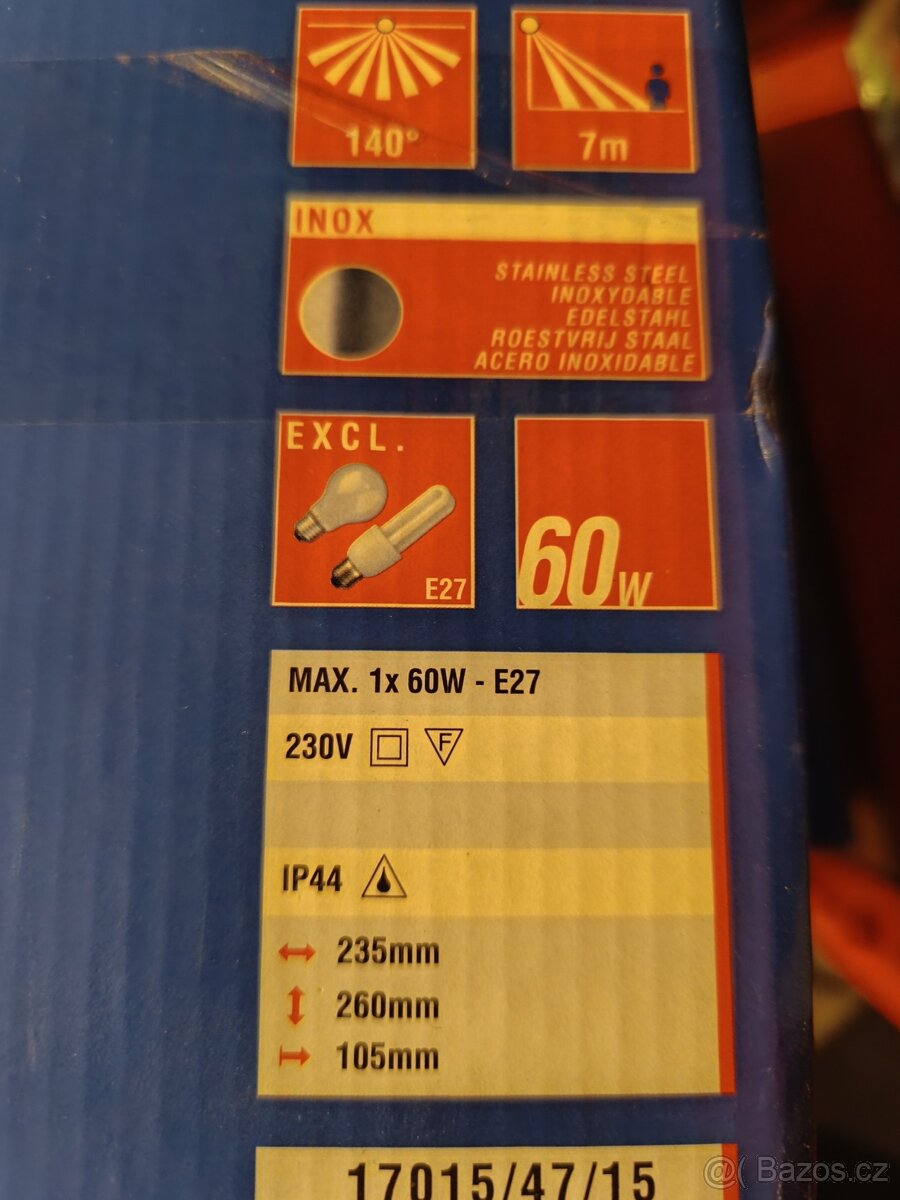 140°
7m
INOX
STAINLESS STEEL
INOXYDABLE
EDELSTAHL
ROESTVRIJ STAAL
ACERO INOXIDABLE
EXCL.
E27
60W
MAX. 1x 60W - E27
230V F
IP44
235mm
260mm
105mm
17015/47/15
@( Bazos.cz